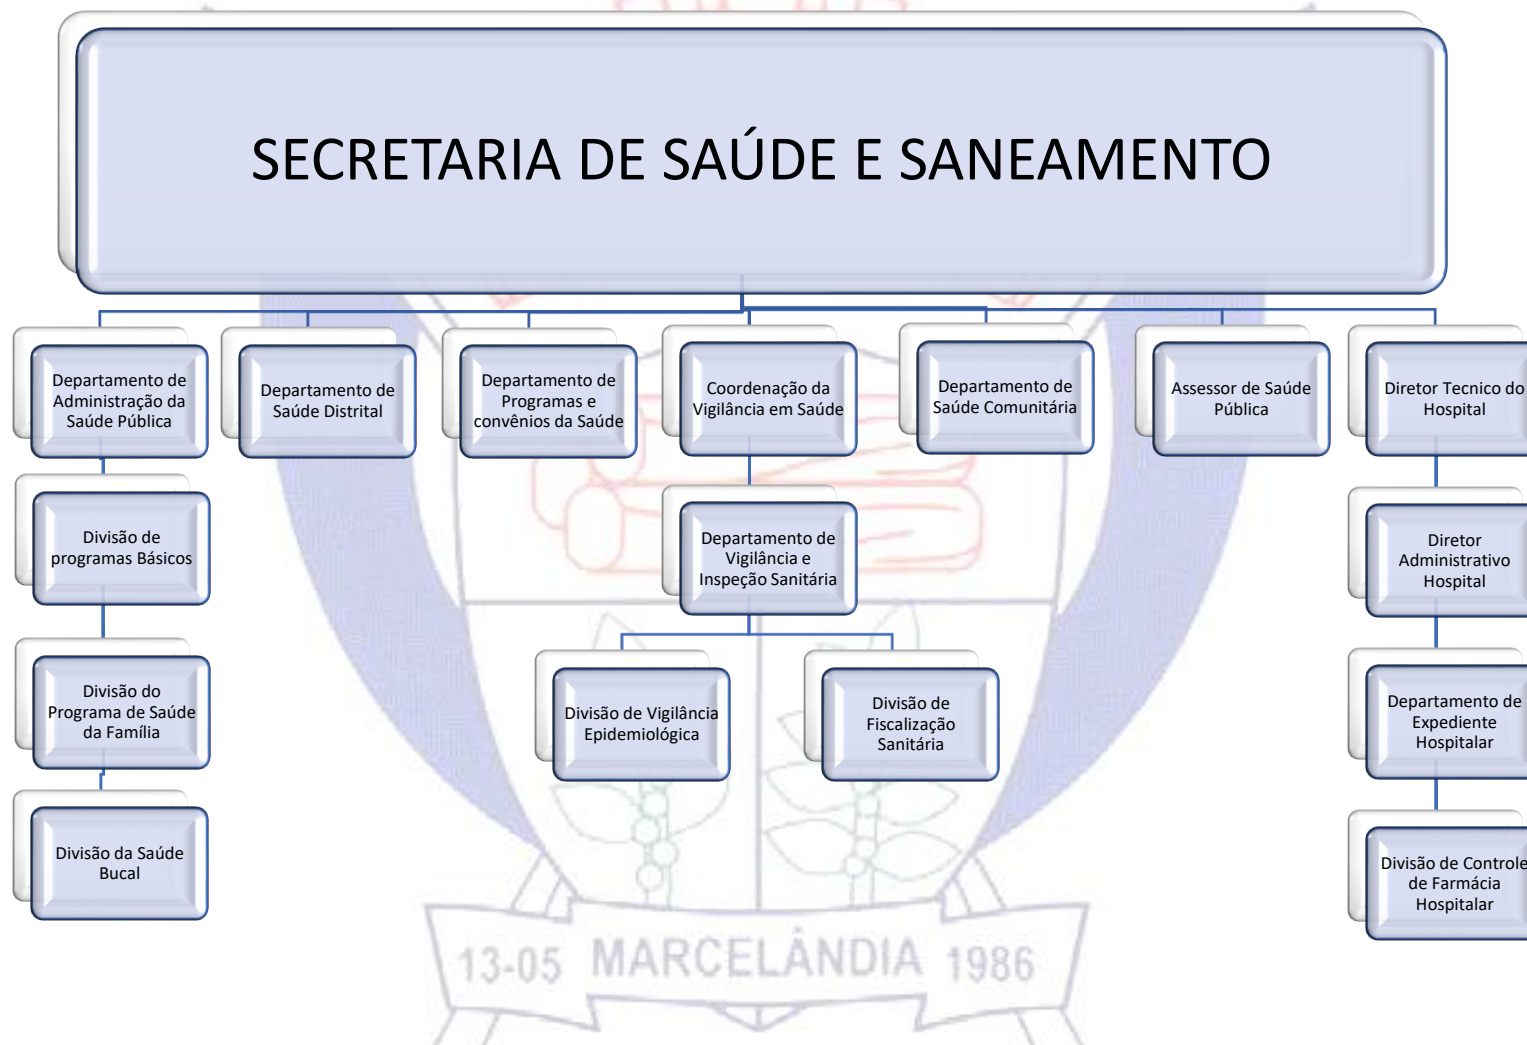 SECRETARIA DE SAÚDE E SANEAMENTO
Departamento de
Administração da
Saúde Pública
Departamento de
Saúde Distrital
Departamento de
Programas e
convênios da Saúde
Coordenação da
Vigilância em Saúde
Departamento de
Saúde Comunitária
Assessor de Saúde
Pública
Diretor Tecnico do
Hospital
Divisão de
programas Básicos
Departamento de
Vigilância e
Inspeção Sanitária
Diretor
Administrativo
Hospital
Divisão do
Programa de Saúde
da Família
Divisão de Vigilância
Epidemiológica
Divisão de
Fiscalização
Sanitária
Departamento de
Expediente
Hospitalar
Divisão da Saúde
Bucal
Divisão de Controle
de Farmácia
Hospitalar
13-05 MARCELÂNDIA 1986